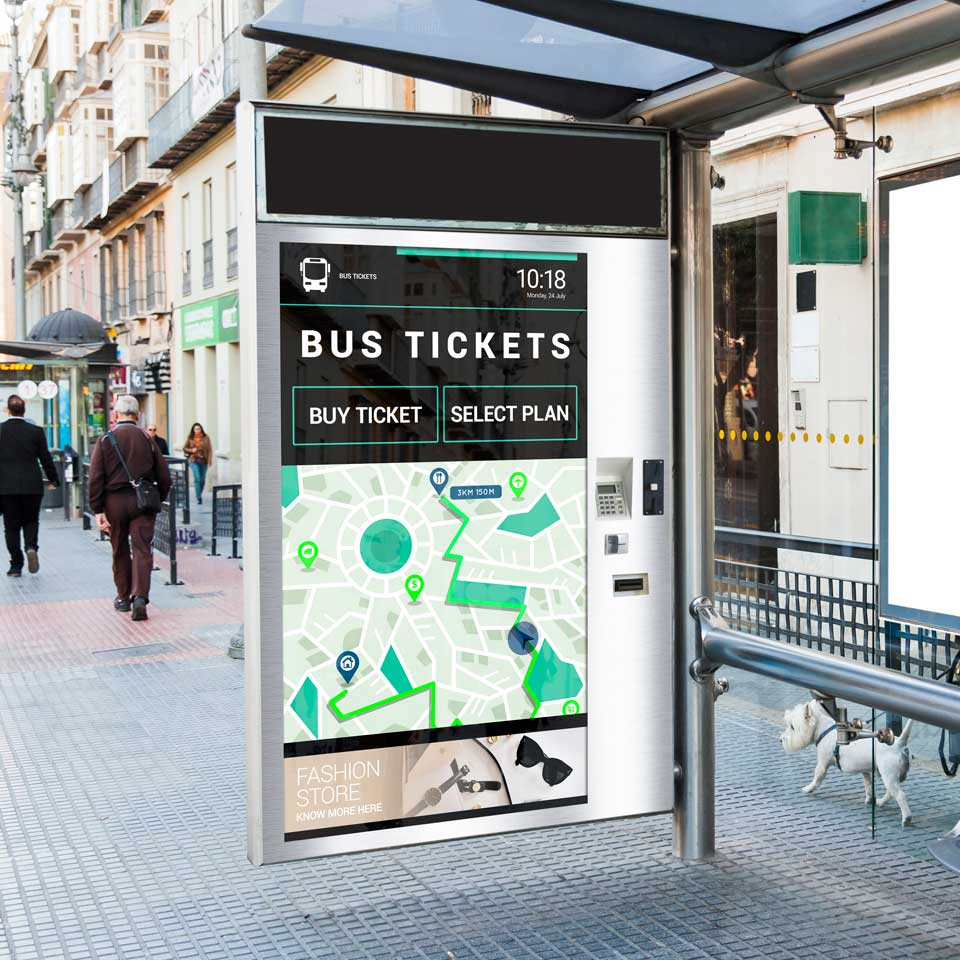 BUS TICKETS
10:18
Monday, 24 July
BUS TICKETS
BUY TICKET
SELECT PLAN
3KM 150M
$
FASHION
STORE
KNOW MORE HERE
37